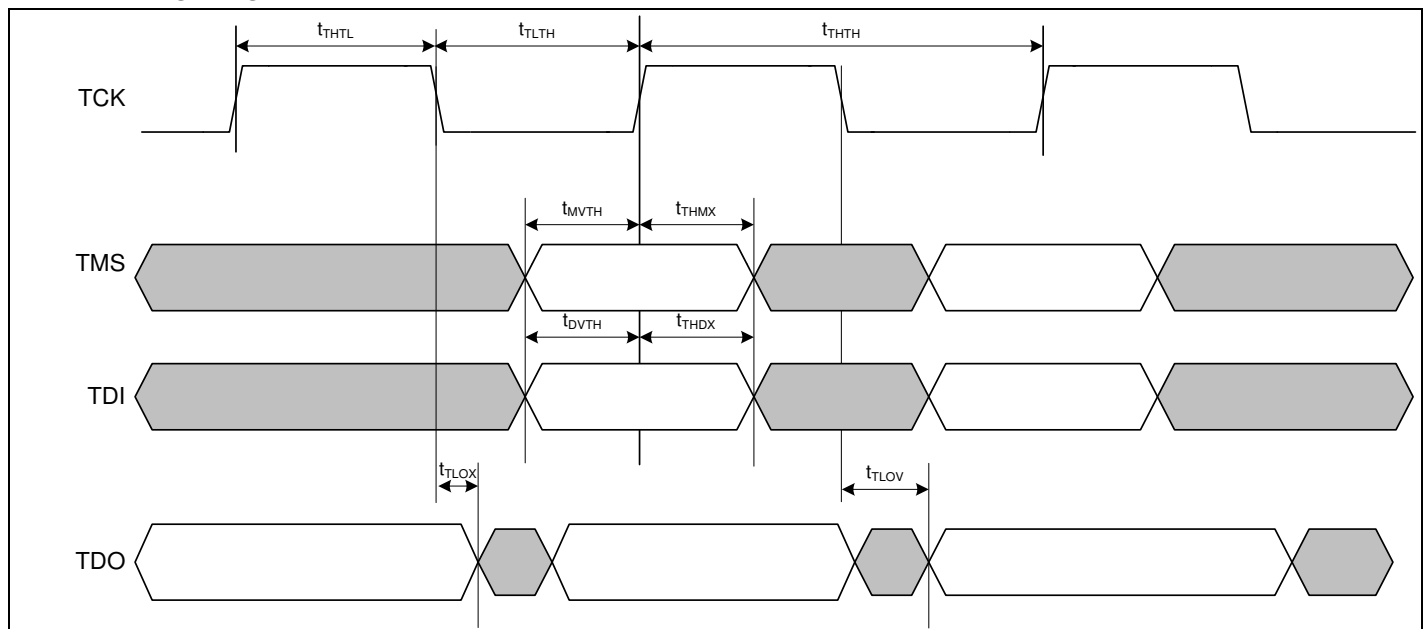 tTHTL tTLTH tTHTH
TCK
tMVTH tTHMX
TMS
tDVTH tTHDX
TDI
tTLOX tTLOV
TDO